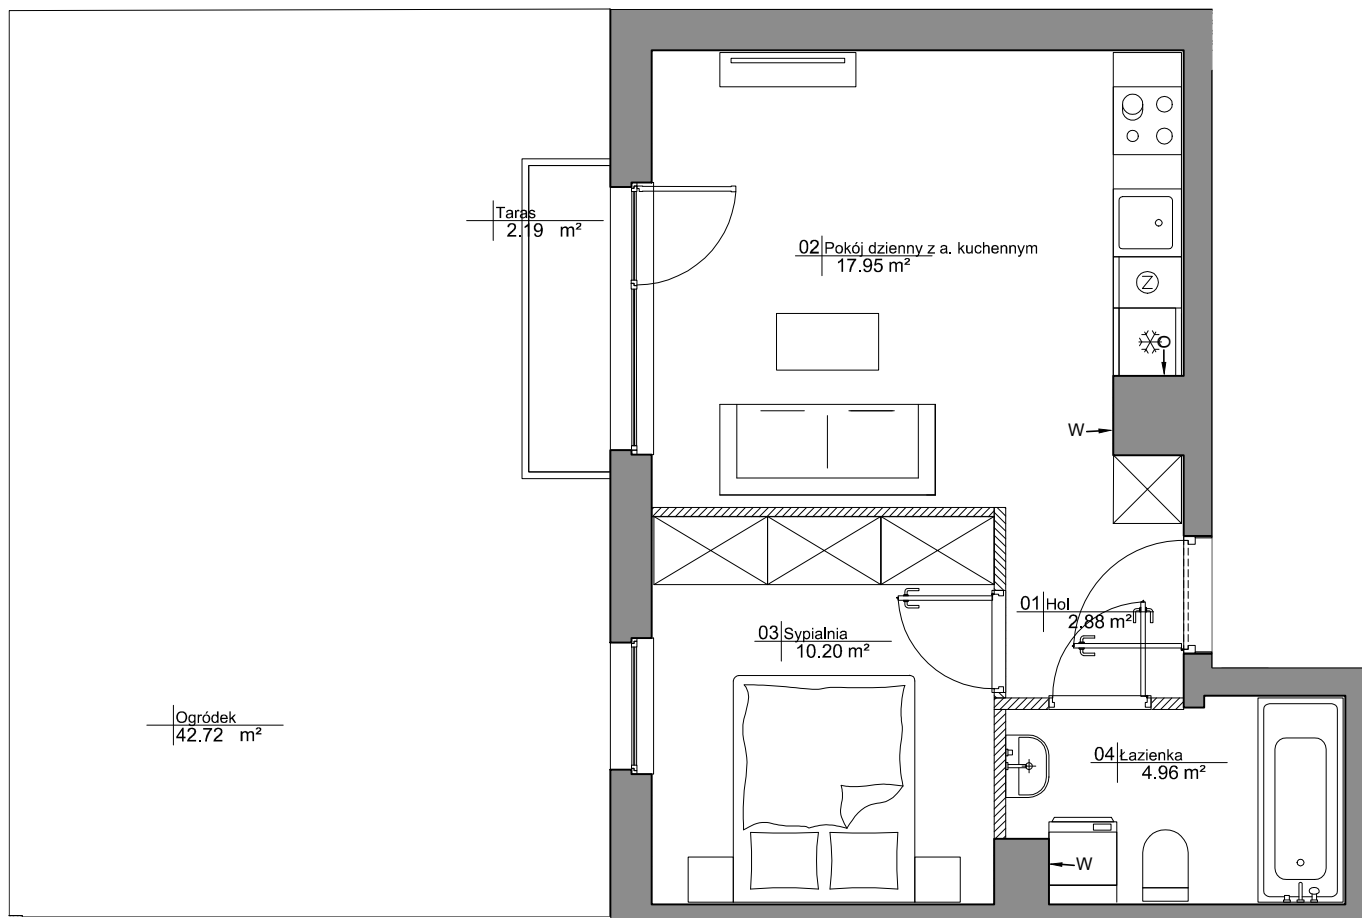 Taras
2.19 m²
02 Pokój dzienny z a. kuchennym
17.95 m²
Z
W
01 Hol
2.88 m²
03 Sypialnia
10.20 m²
Ogródek
42.72 m²
04 Łazienka
4.96 m²
W